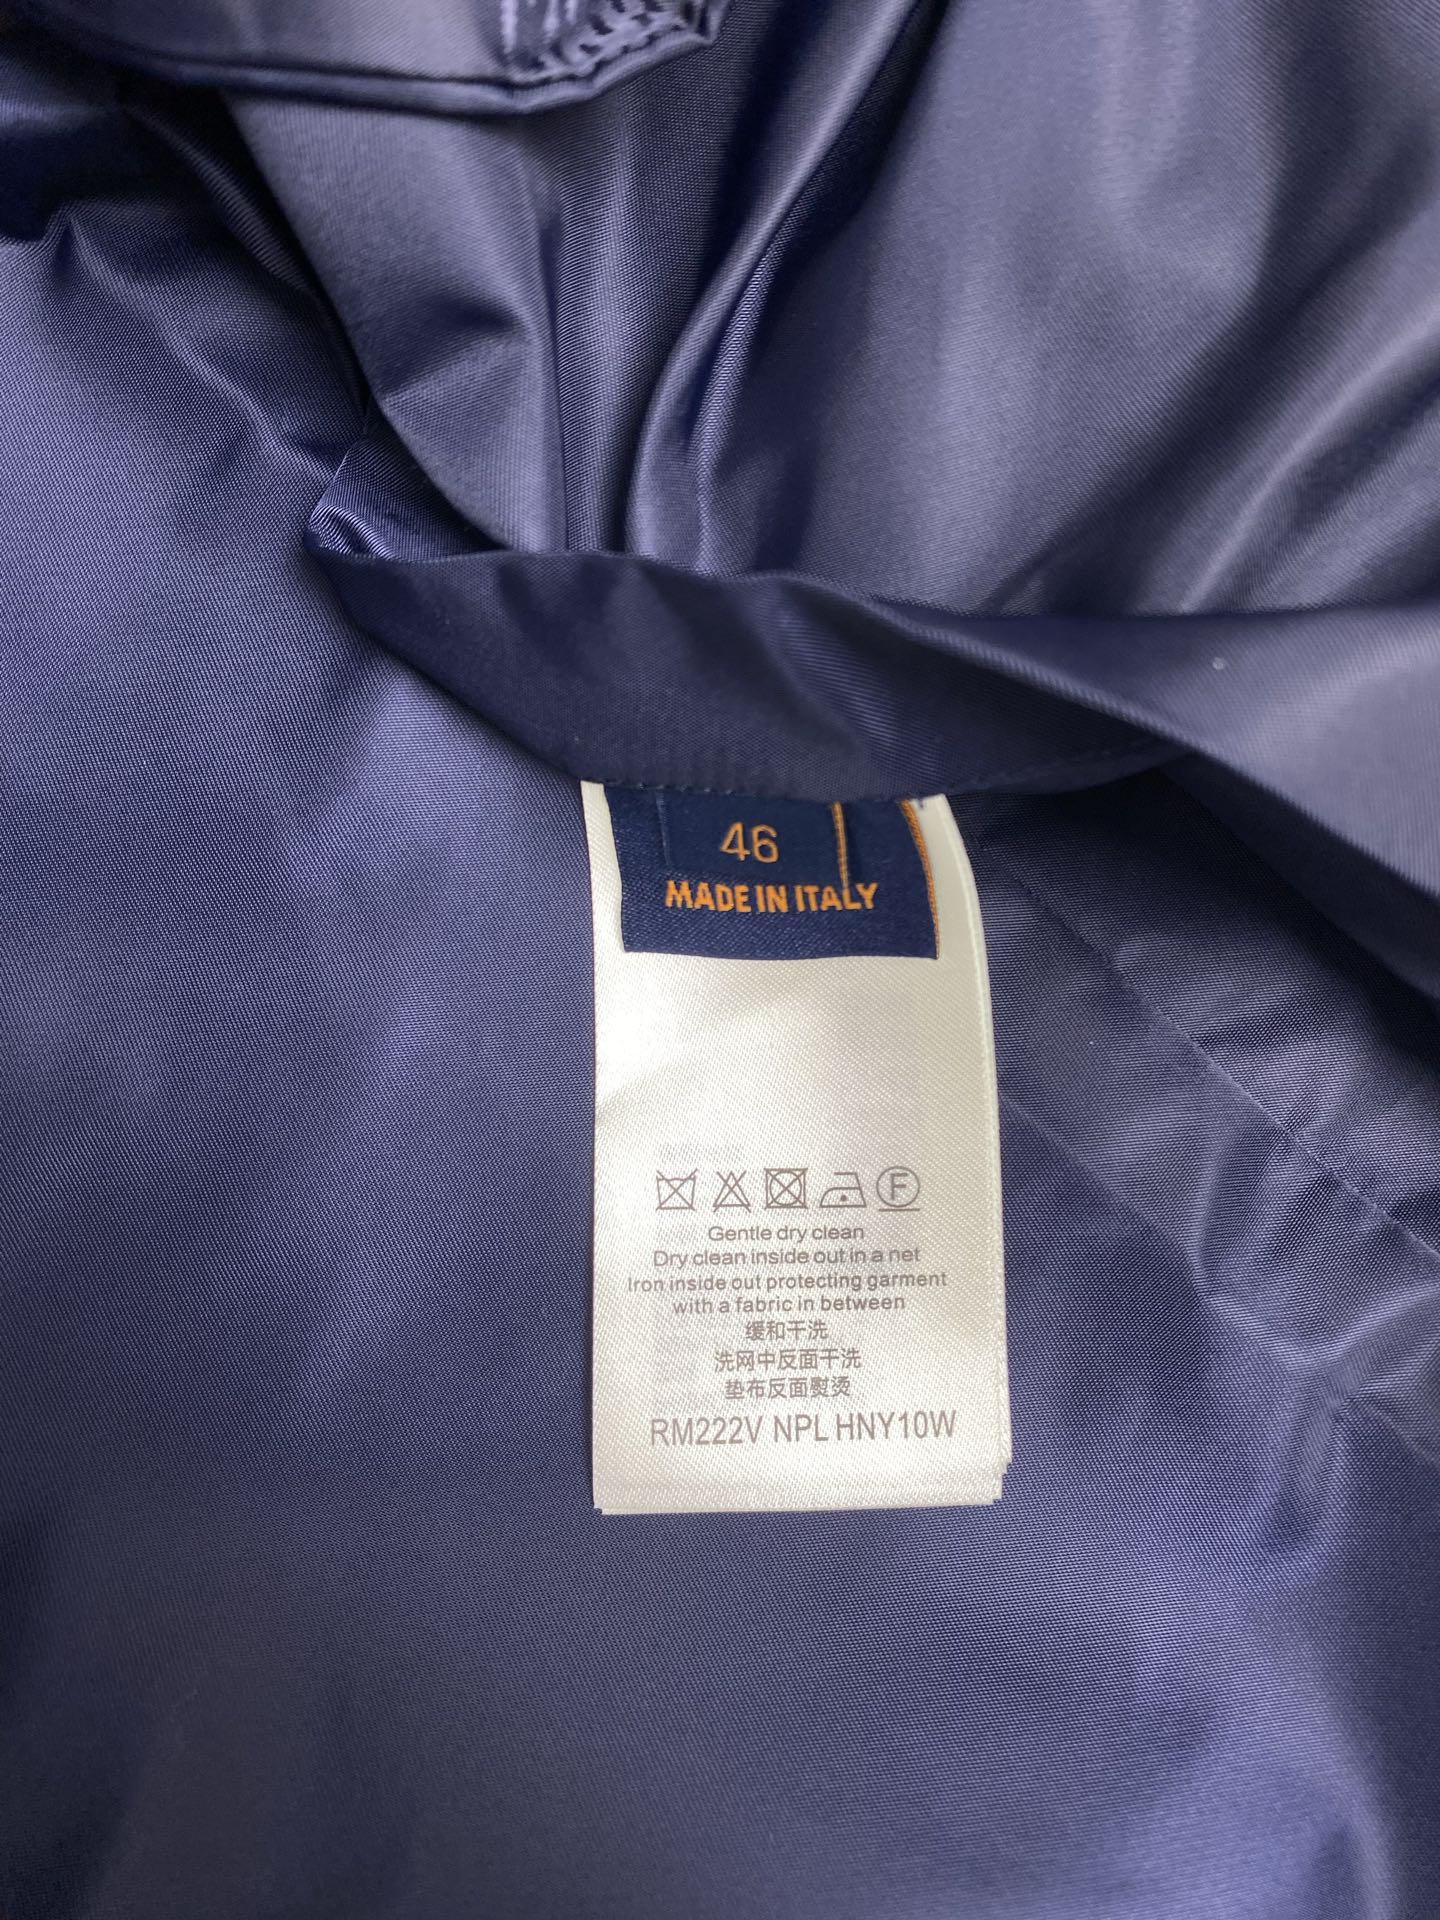 46
MADE IN ITALY
F
Gentle dry clean
Dry clean inside out in a net
Iron inside out protecting garment
with a fabric in between
缓和干洗
洗网中反面干洗
垫布反面熨烫
RM222V NPL HNY10W